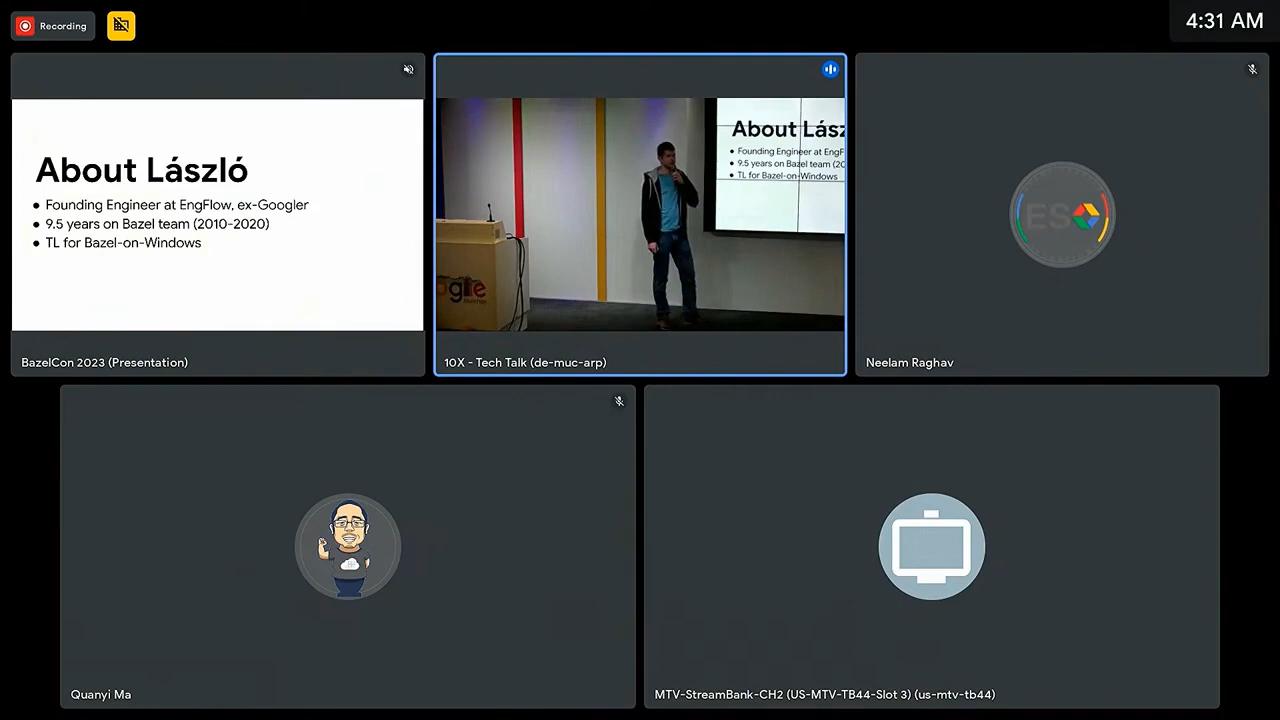 Recording
4:31 AM
About László
● Founding Engineer at EngFlow, ex-Googler
● 9.5 years on Bazel team (2010-2020)
● TL for Bazel-on-Windows
BazelCon 2023 (Presentation)
About Lász
● Founding Engineer at EngF
● 9.5 years on Bazel team (20
● TL for Bazel-on-Windows
ogle
10X - Tech Talk (de-muc-arp)
ES
Neelam Raghav
Quanyi Ma
MTV-StreamBank-CH2 (US-MTV-TB44-Slot 3) (us-mtv-tb44)